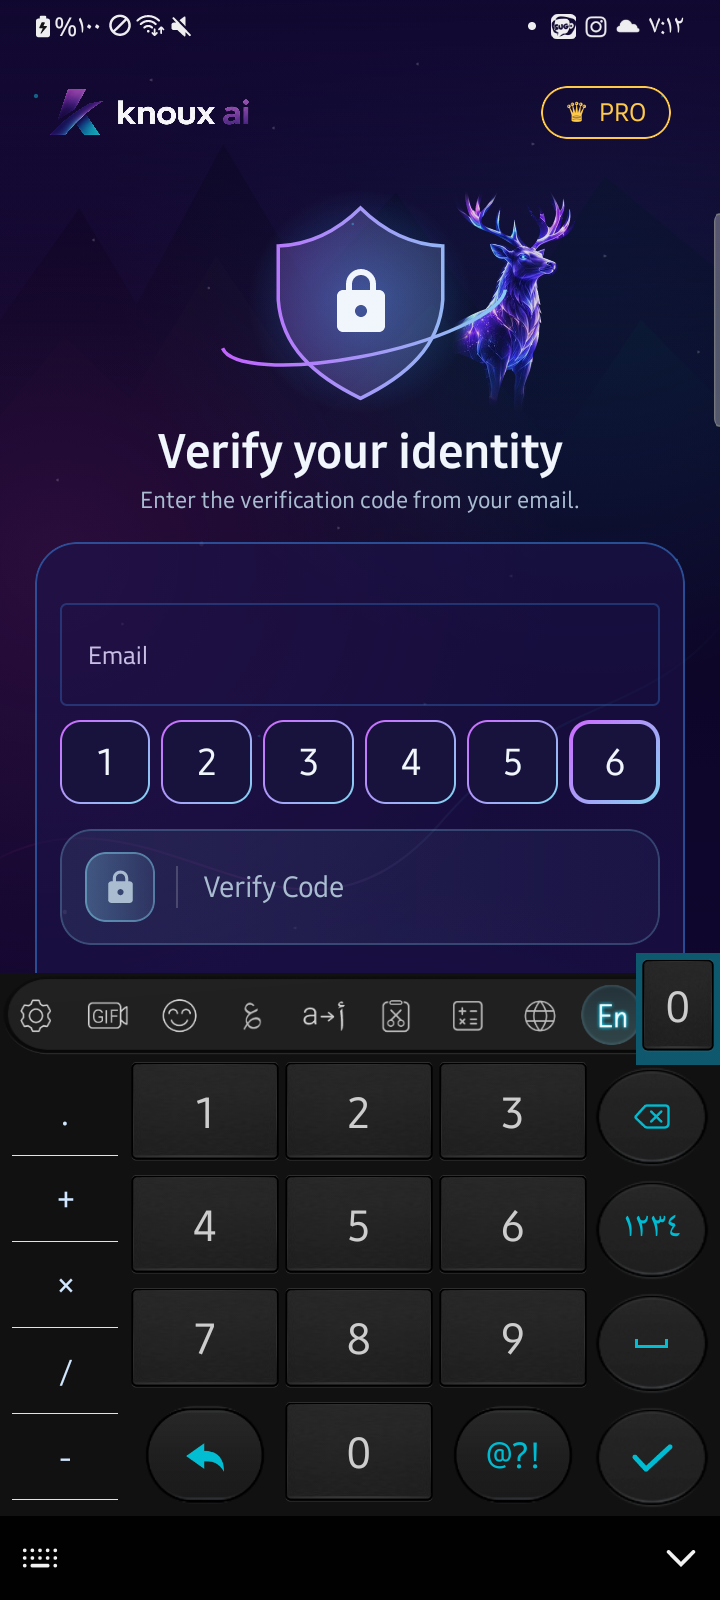 %١٠٠
٧:١٢
knoux ai
PRO
Verify your identity
Enter the verification code from your email.
Email
1 2 3 4 5 6
Verify Code
GIF
ع
a→أ
En
0
. 1 2 3
+ 4 5 6 ١٢٣٤
×
/ 7 8 9
- 0 @?!